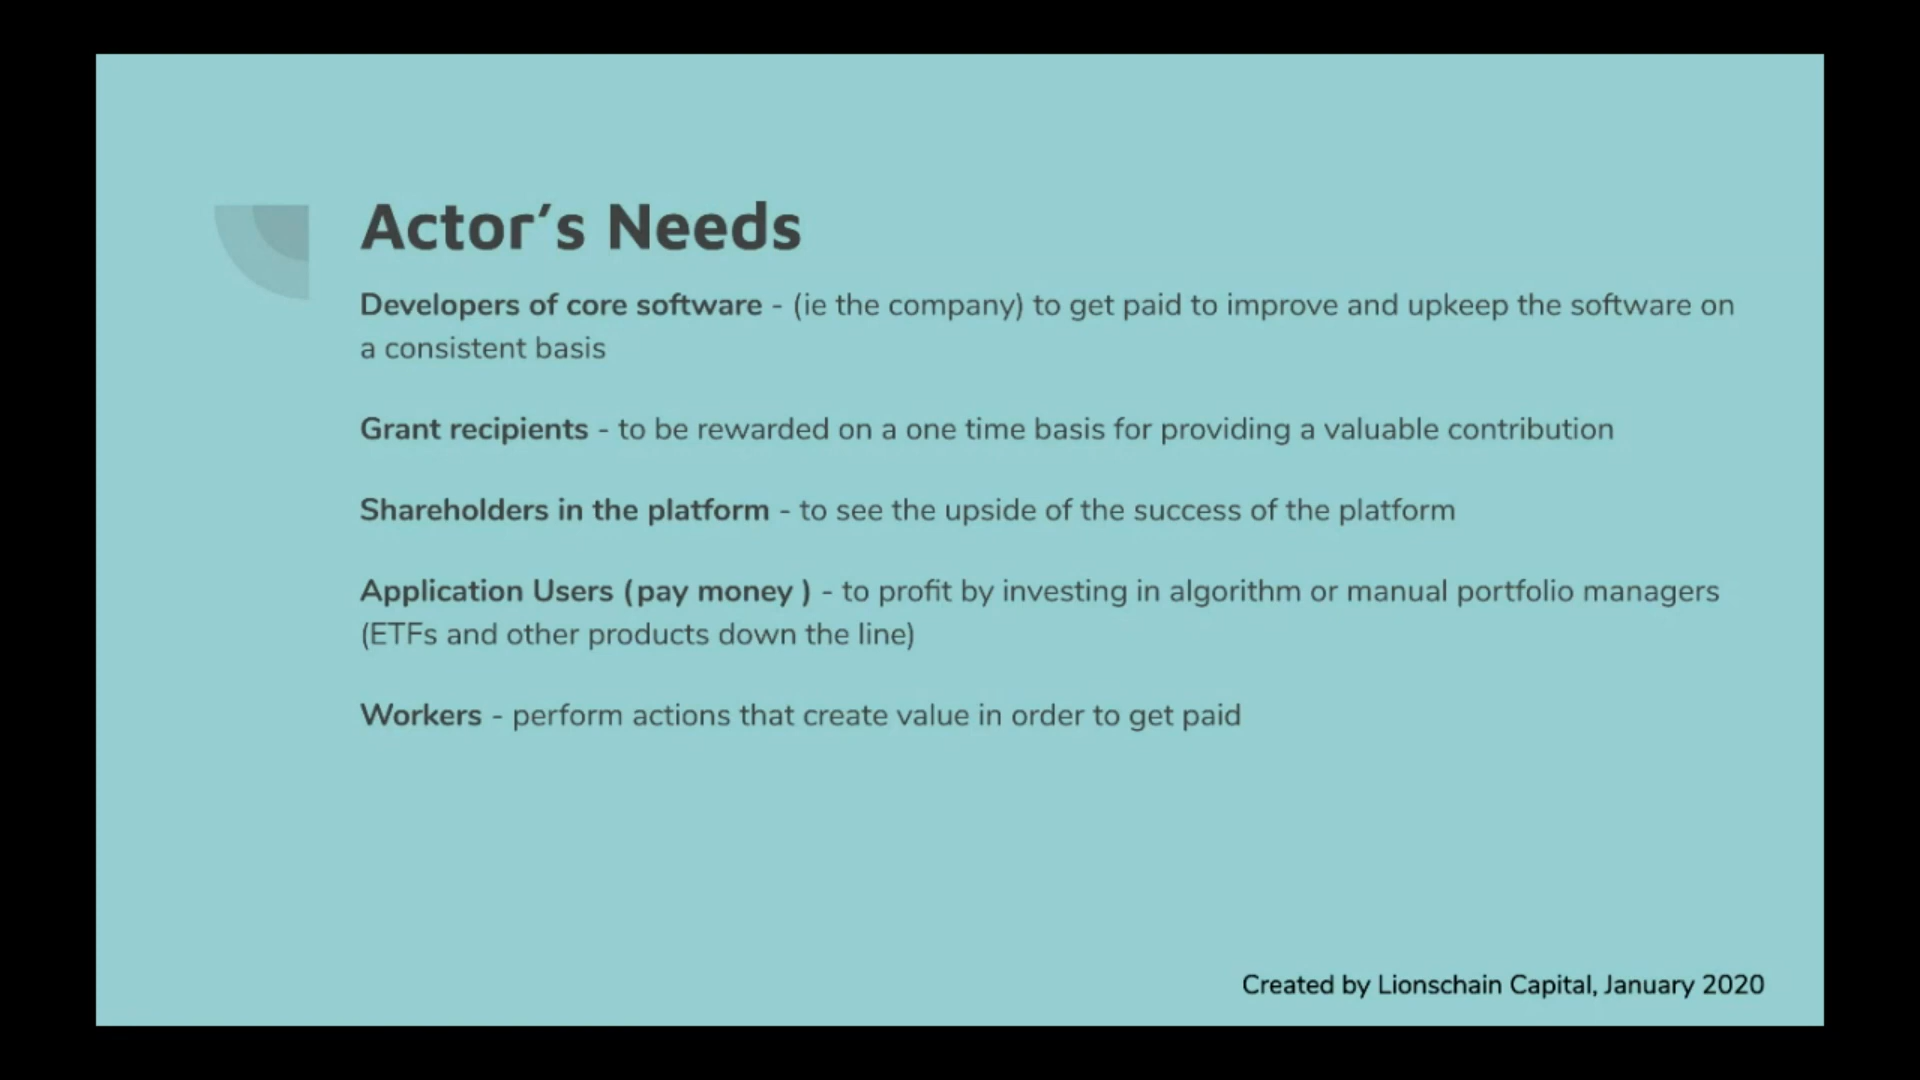 Actor’s Needs
Developers of core software - (ie the company) to get paid to improve and upkeep the software on
a consistent basis
Grant recipients - to be rewarded on a one time basis for providing a valuable contribution
Shareholders in the platform - to see the upside of the success of the platform
Application Users (pay money ) - to profit by investing in algorithm or manual portfolio managers
(ETFs and other products down the line)
Workers - perform actions that create value in order to get paid
Created by Lionschain Capital, January 2020